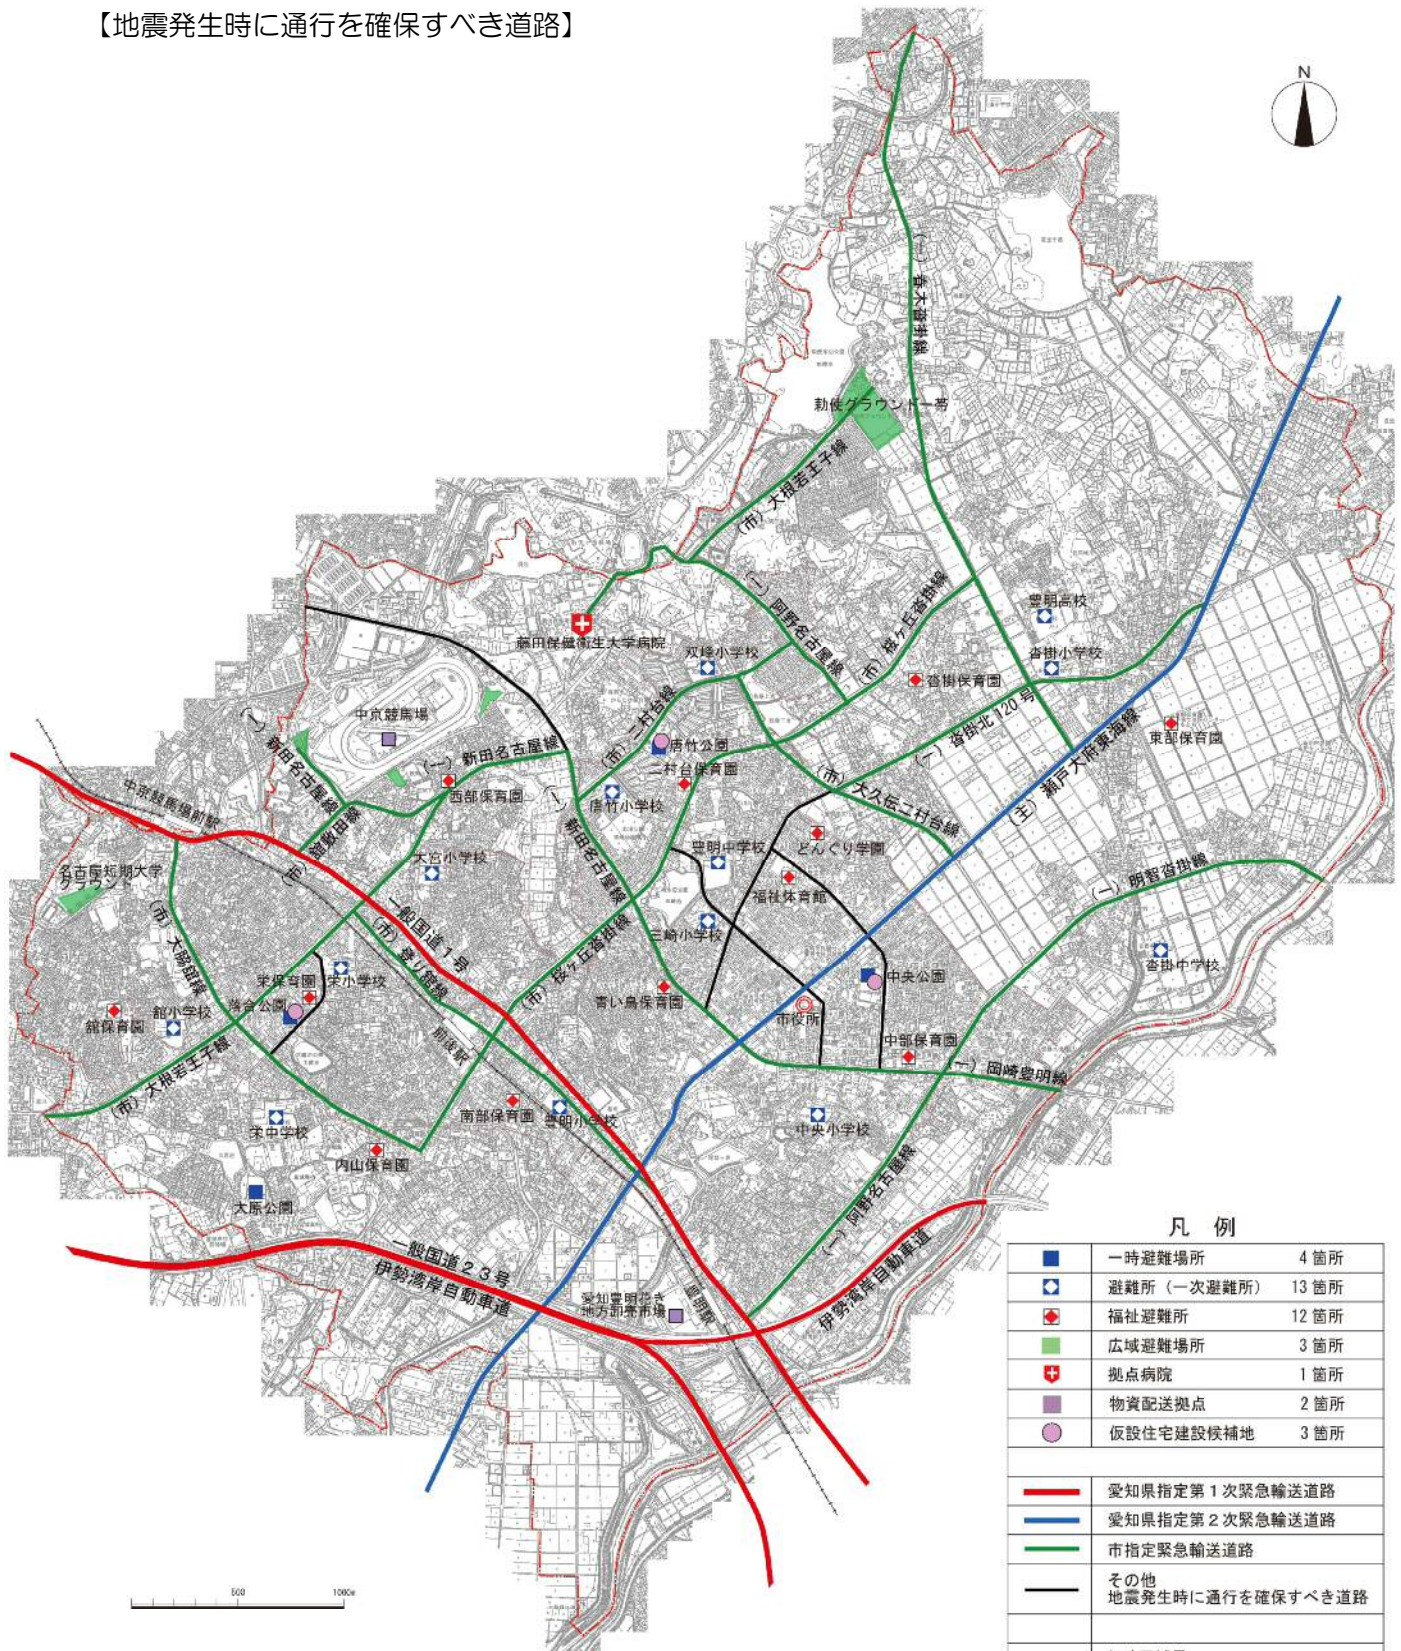 【地震発生時に通行を確保すべき道路】
N
(一)春木沓掛線
勅使グラウンド一帯
(市)大根若王子線
(一)阿野名古屋線
(市)桜ケ丘沓掛線
豊明高校
沓掛小学校
藤田保健衛生大学病院
双峰小学校
沓掛保育園
(一)沓掛北120号
東部保育園
中京競馬場
(市)二村台線
唐竹公園
二村台保育園
(一)新田名古屋線
(一)新田名古屋線
西部保育園
唐竹小学校
(市)大久伝二村台線
(主)瀬戸大府東海線
中京競馬場前駅
(市)舘敷田線
大宮小学校
(一)新田名古屋線
豊明中学校
どんぐり学園
福祉体育館
(一)明智沓掛線
名古屋短期大学
グラウンド
(市)大脇舘線
一般国道1号
(市)登り舘線
(市)桜ケ丘沓掛線
三崎小学校
沓掛中学校
栄保育園
栄小学校
落合公園
青い鳥保育園
中央公園
市役所
舘保育園
舘小学校
前後駅
中部保育園
(一)岡崎豊明線
(市)大根若王子線
栄中学校
南部保育園
豊明小学校
中央小学校
内山保育園
大原公園
(一)阿野名古屋線
一般国道23号
伊勢湾岸自動車道
愛知豊明花き
地方卸売市場
豊明駅
伊勢湾岸自動車道
凡 例
一時避難場所 4箇所
避難所(一次避難所) 13箇所
福祉避難所 12箇所
広域避難場所 3箇所
拠点病院 1箇所
物資配送拠点 2箇所
仮設住宅建設候補地 3箇所
愛知県指定第1次緊急輸送道路
愛知県指定第2次緊急輸送道路
市指定緊急輸送道路
その他
地震発生時に通行を確保すべき道路
500 1000m